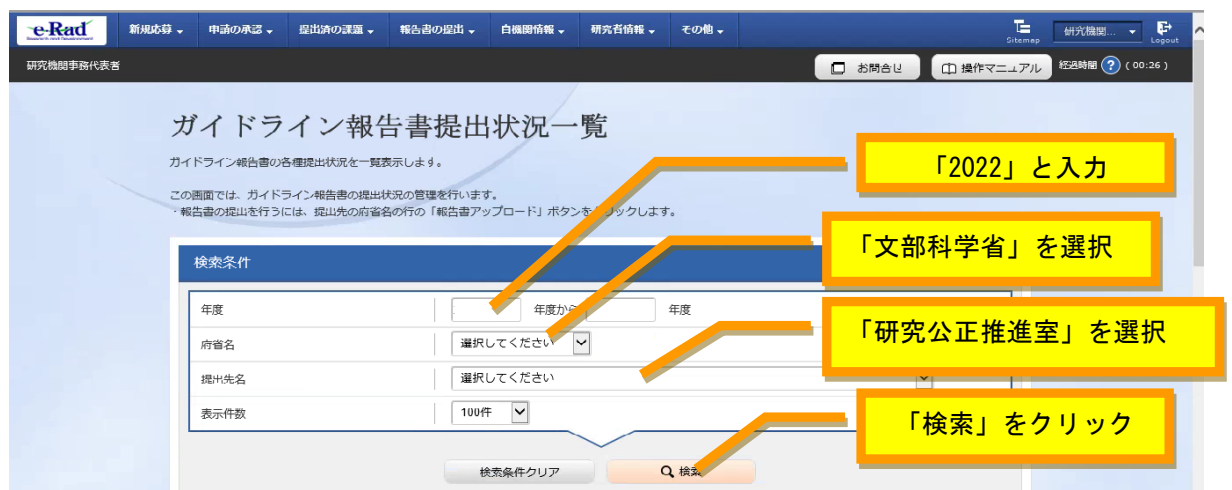 e-Rad 新規応募 申請の承認 提出済の課題 報告書の提出 自機関情報 研究者情報 その他 Sitemap 研究機関... Logout
研究機関事務代表者 お問合せ 操作マニュアル 経過時間 ? (00:26)
ガイドライン報告書提出状況一覧
ガイドライン報告書の各種提出状況を一覧表示します。
「2022」と入力
この画面では、ガイドライン報告書の提出状況の管理を行います。
・報告書の提出を行うには、提出先の府省名の行の「報告書アップロード」ボタンをクリックします。
「文部科学省」を選択
検索条件
年度 年度から 年度
府省名 選択してください
「研究公正推進室」を選択
提出先名 選択してください
表示件数 100件
「検索」をクリック
検索条件クリア 検索